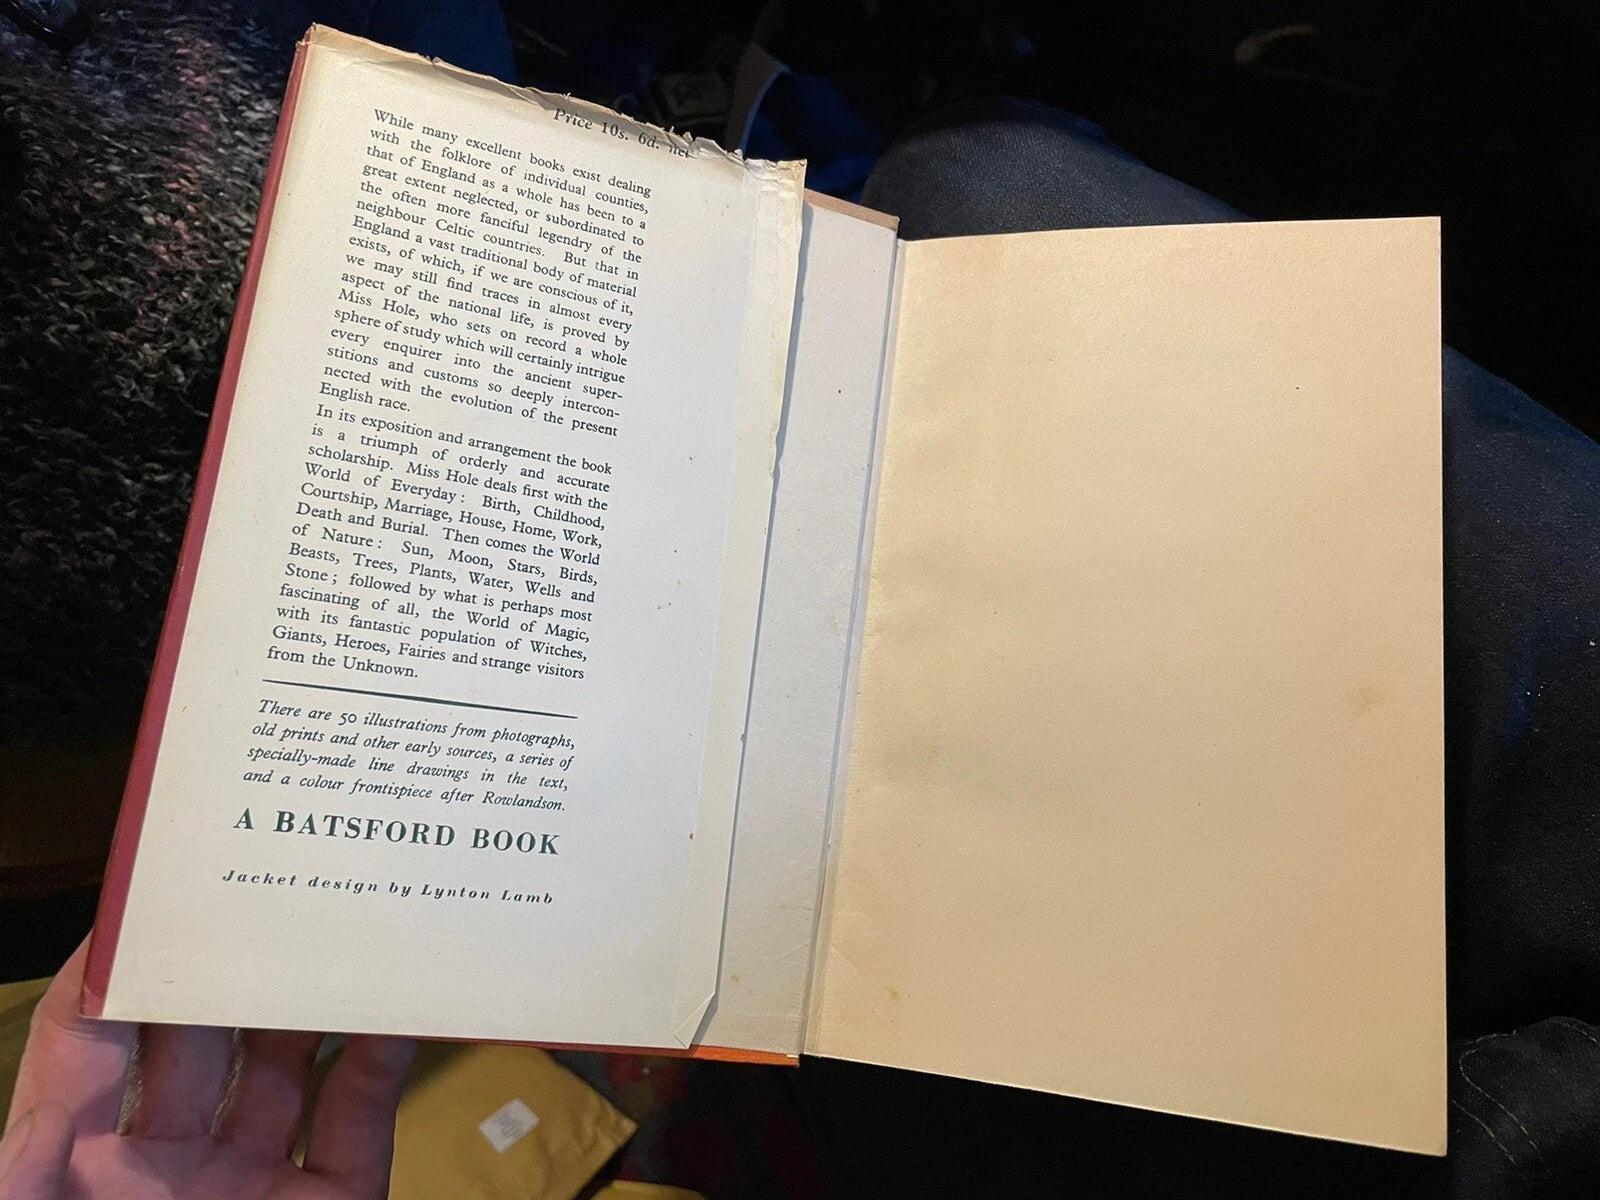 Price 10s. 6d. net
While many excellent books exist dealing
with the folklore of individual counties,
that of England as a whole has been to a
great extent neglected, or subordinated to
the often more fanciful legendry of the
neighbour Celtic countries. But that in
England a vast traditional body of material
exists, of which, if we are conscious of it,
we may still find traces in almost every
aspect of the national life, is proved by
Miss Hole, who sets on record a whole
sphere of study which will certainly intrigue
every enquirer into the ancient super-
stitions and customs so deeply intercon-
nected with the evolution of the present
English race.
In its exposition and arrangement the book
is a triumph of orderly and accurate
scholarship. Miss Hole deals first with the
World of Everyday: Birth, Childhood,
Courtship, Marriage, House, Home, Work,
Death and Burial. Then comes the World
of Nature: Sun, Moon, Stars, Birds,
Beasts, Trees, Plants, Water, Wells and
Stone; followed by what is perhaps most
fascinating of all, the World of Magic,
with its fantastic population of Witches,
Giants, Heroes, Fairies and strange visitors
from the Unknown.
There are 50 illustrations from photographs,
old prints and other early sources, a series of
specially-made line drawings in the text,
and a colour frontispiece after Rowlandson.
A BATSFORD BOOK
Jacket design by Lynton Lamb